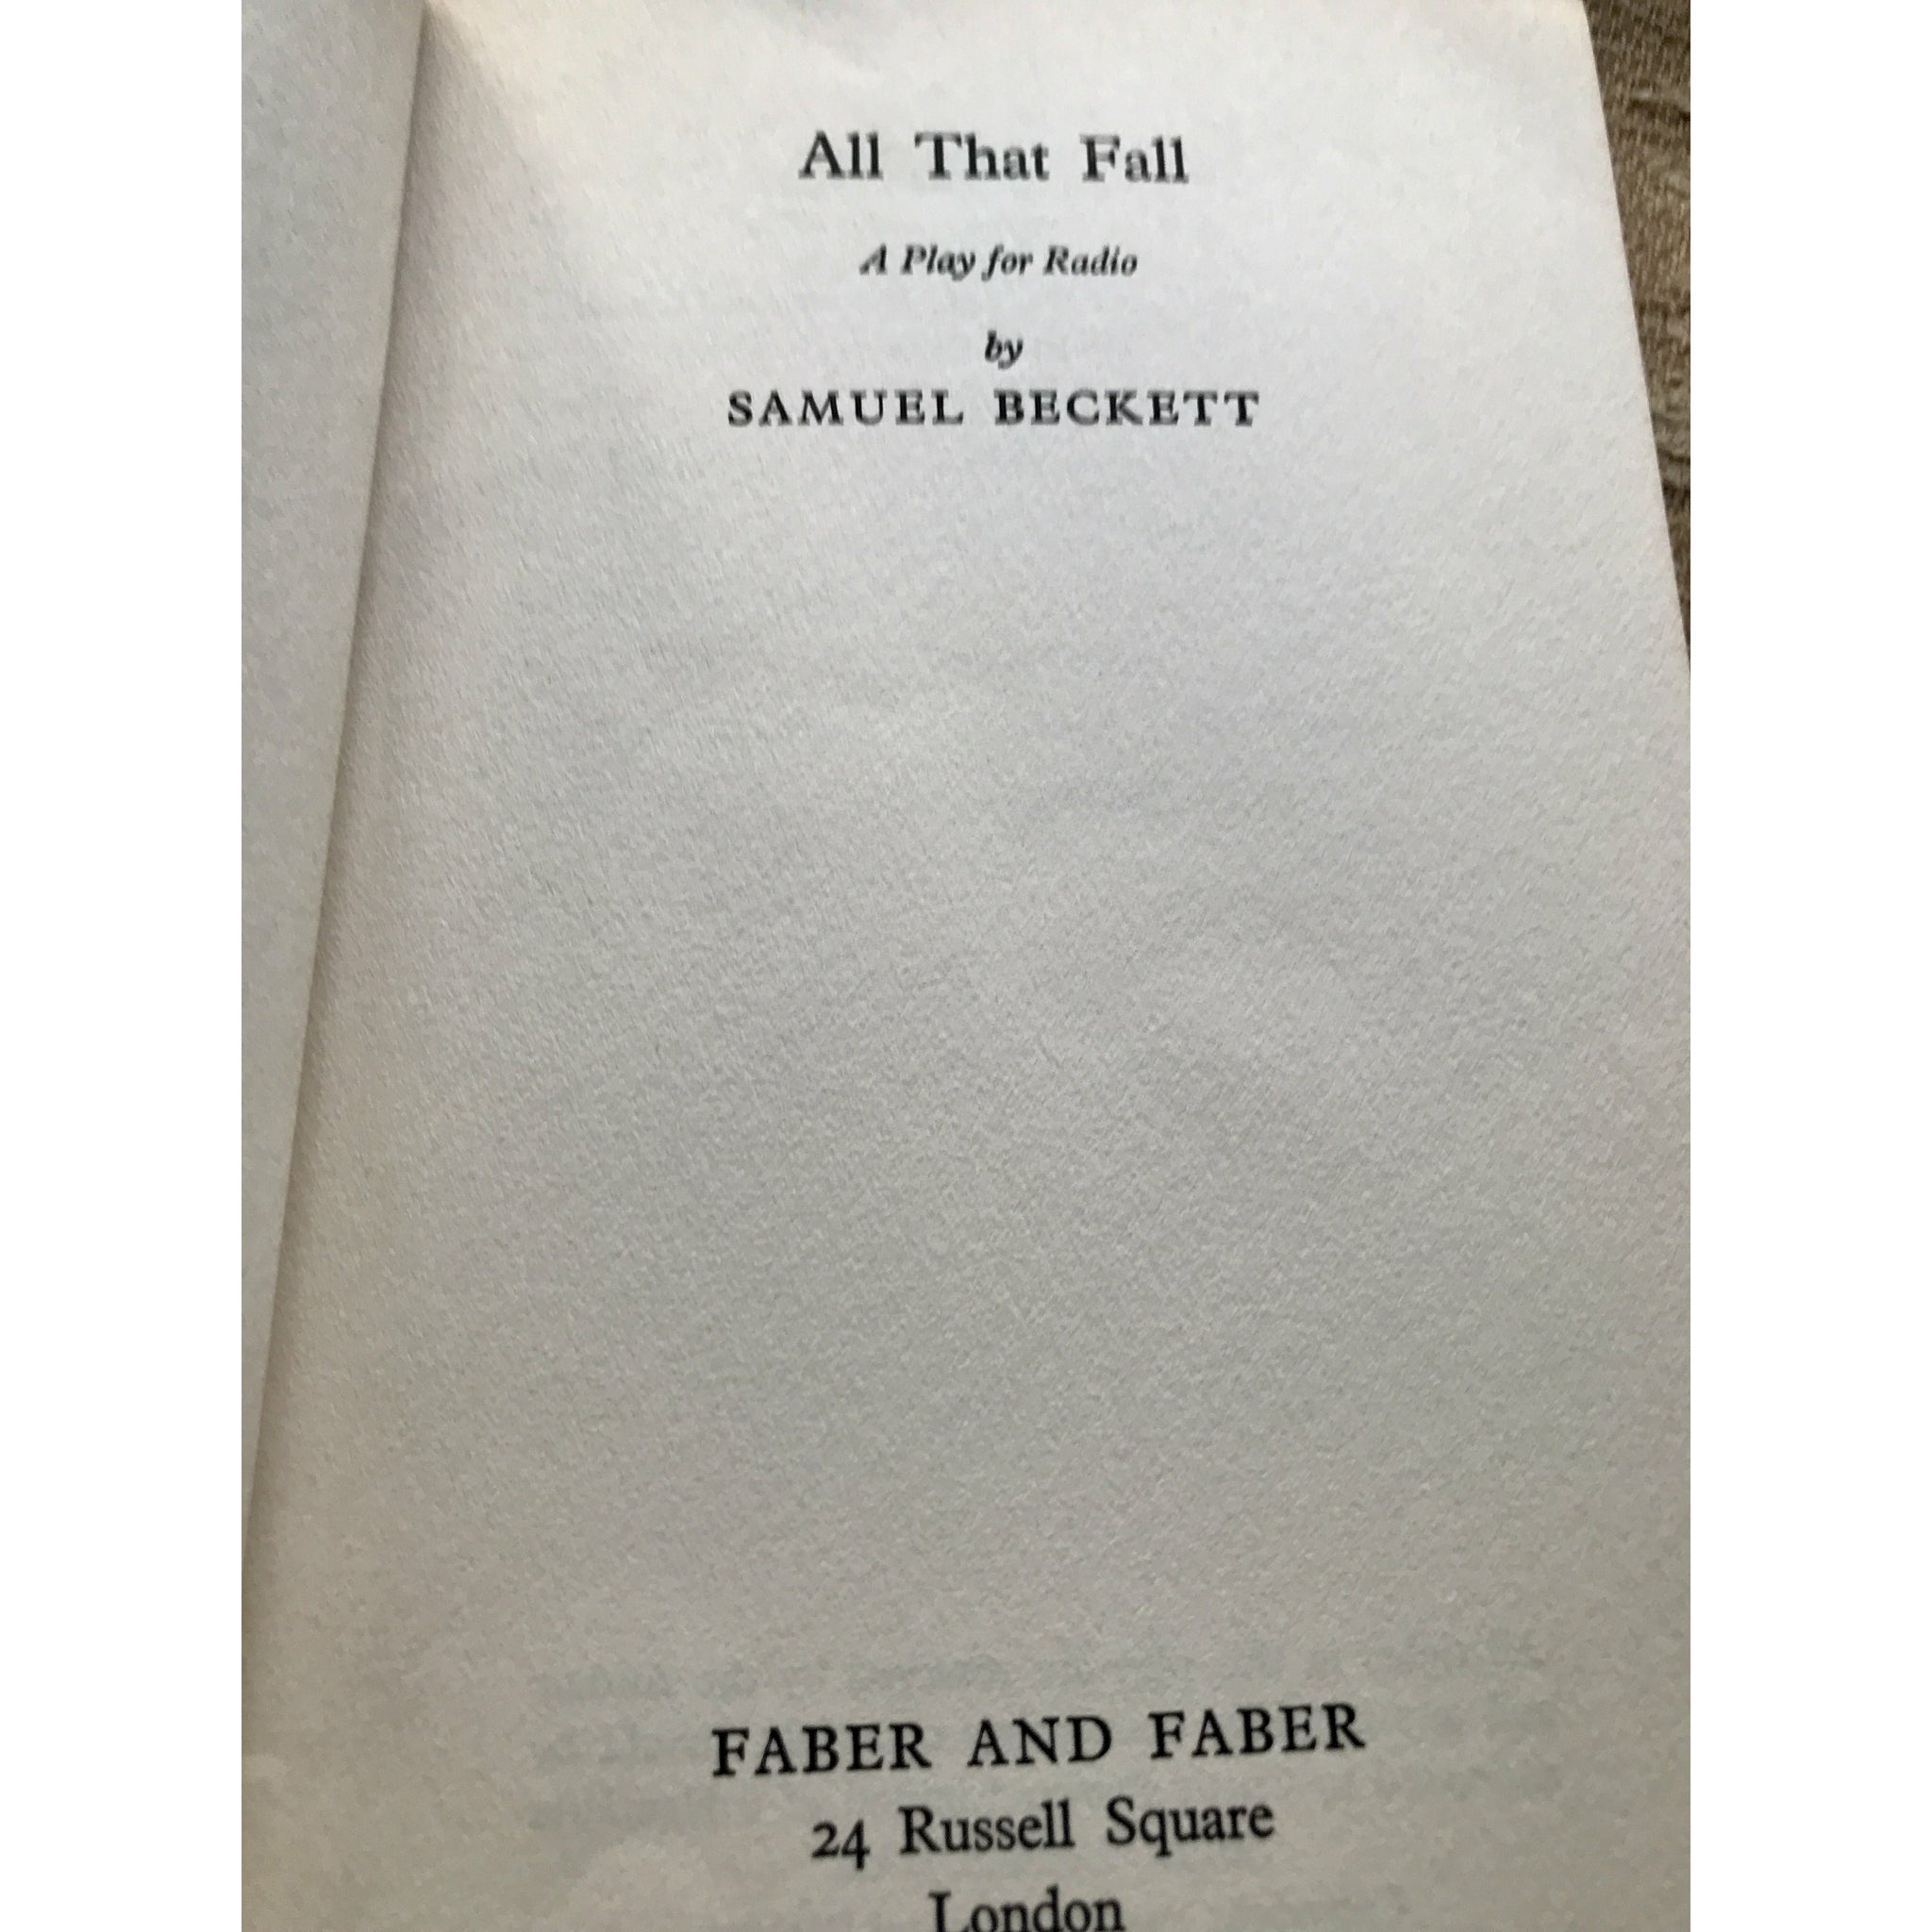 All That Fall
A Play for Radio
by
SAMUEL BECKETT
FABER AND FABER
24 Russell Square
London